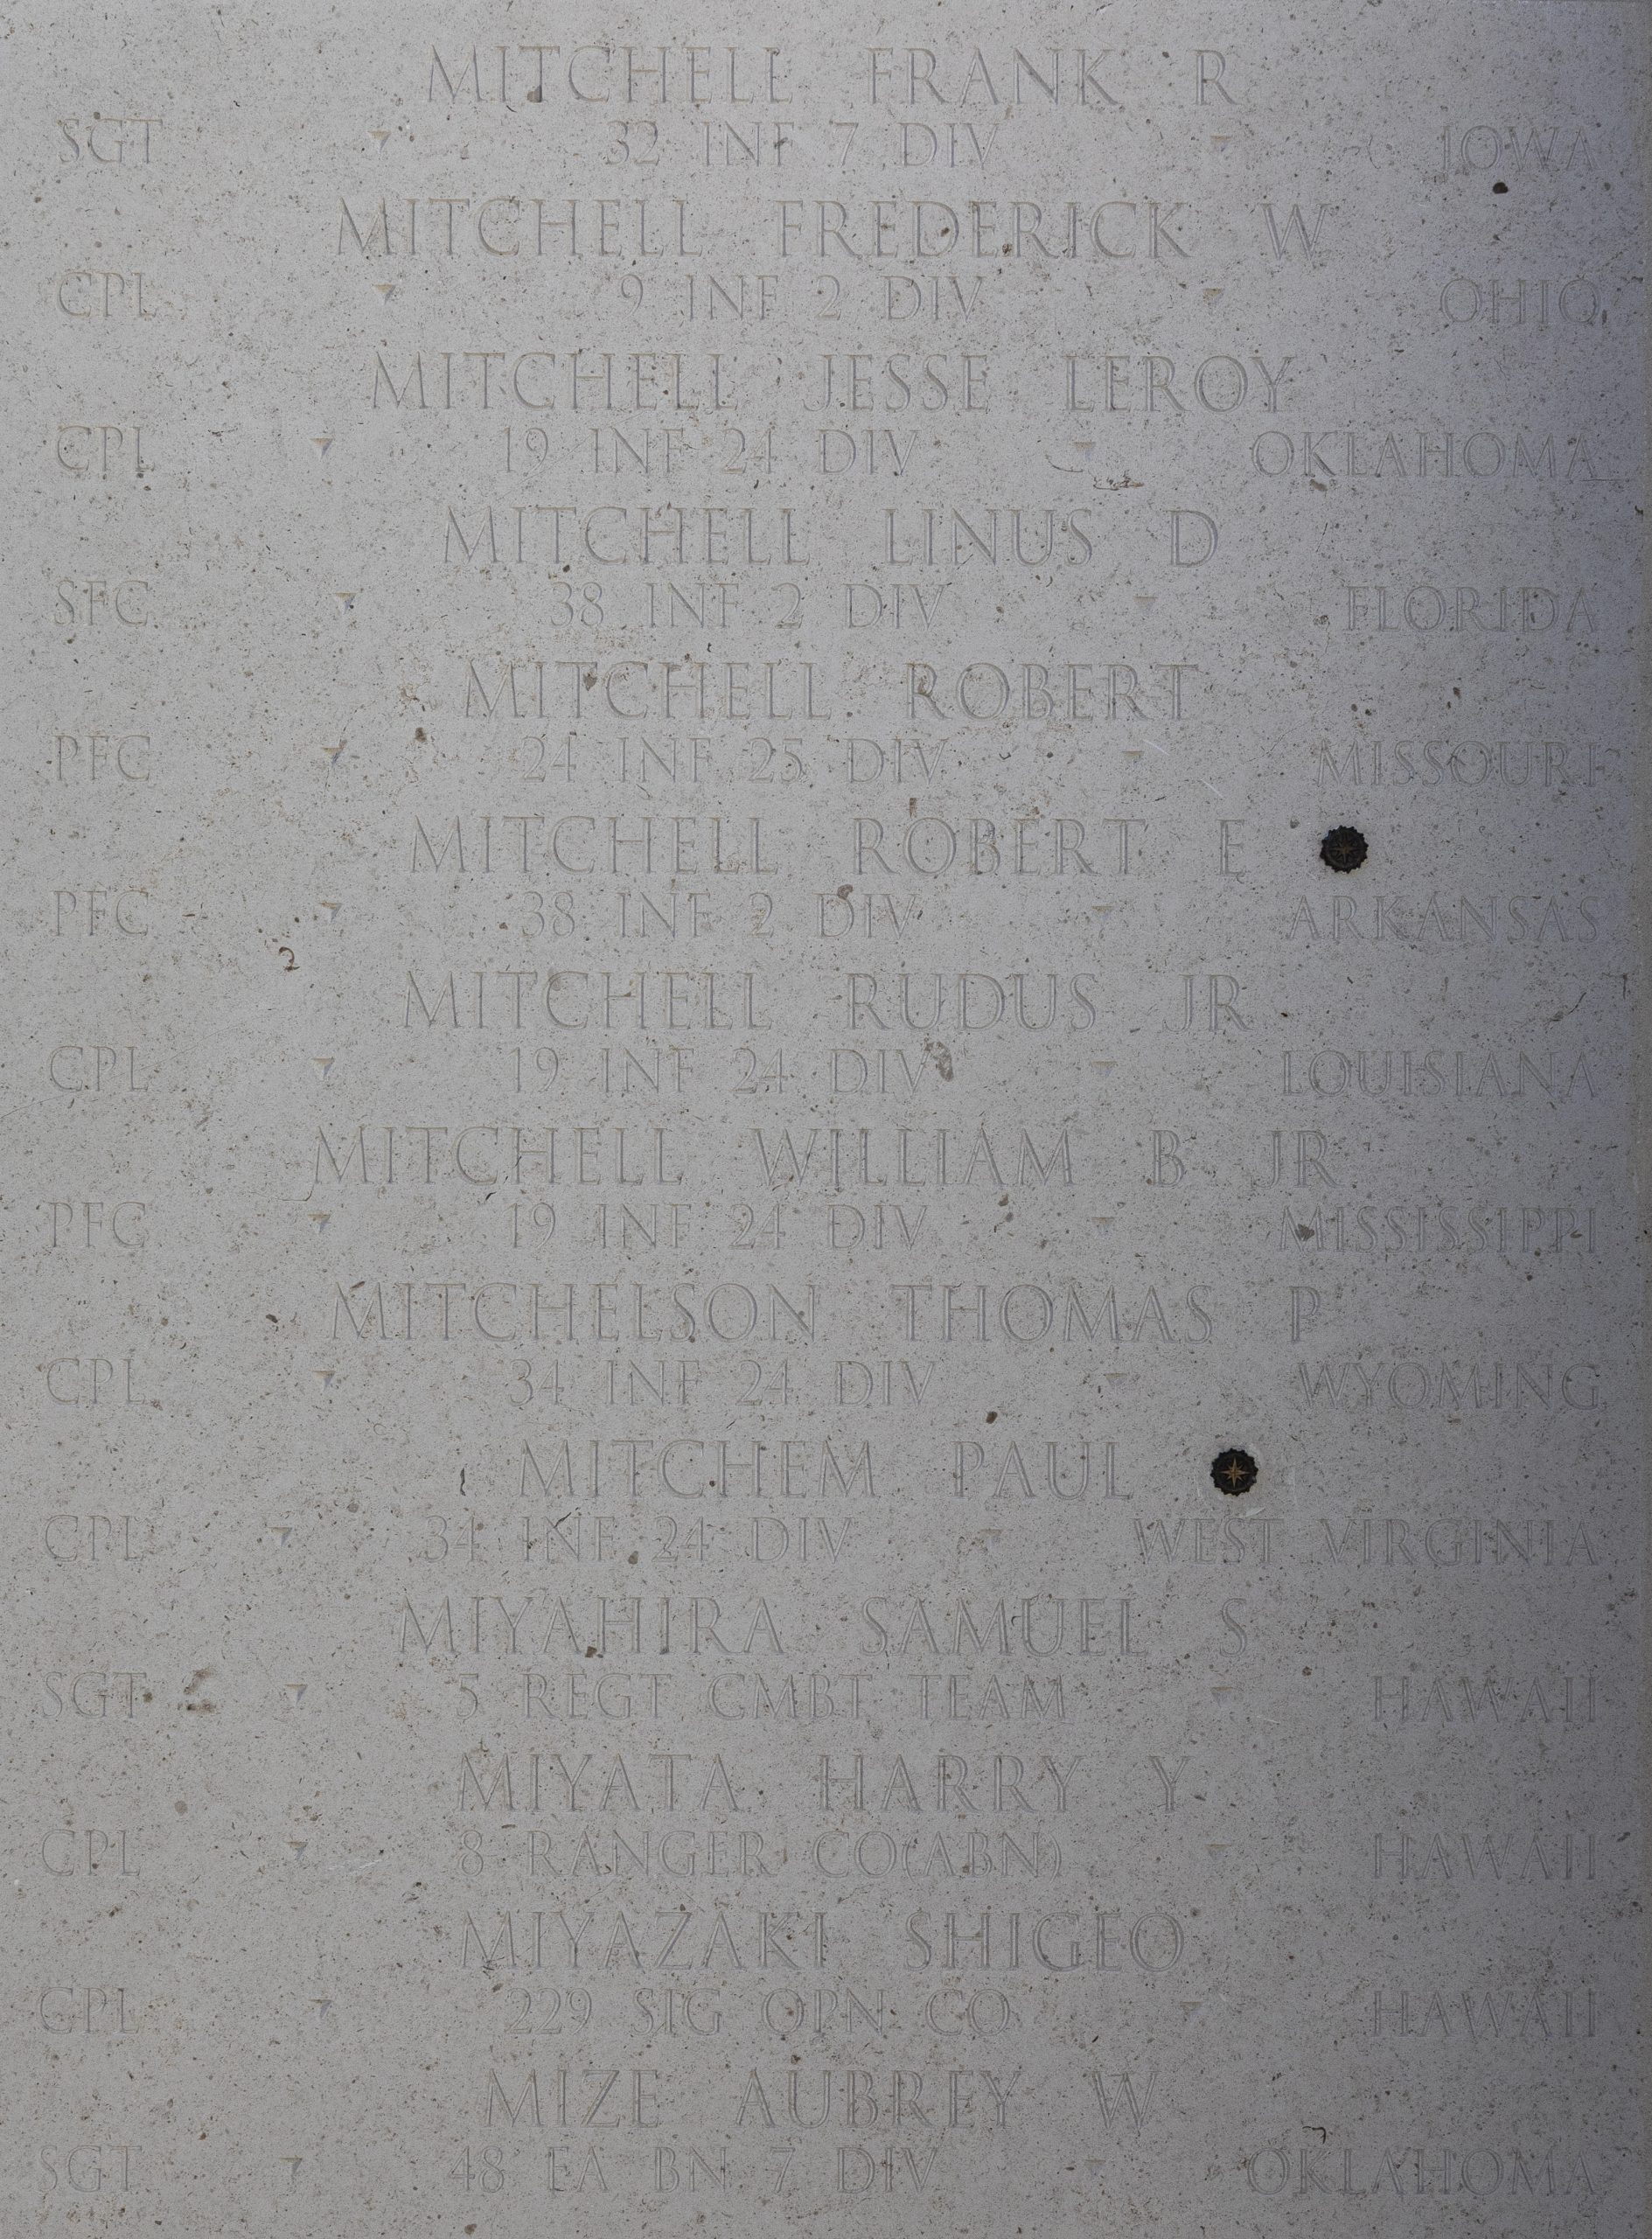 MITCHELL FRANK R
SGT 32 INF 7 DIV IOWA
MITCHELL FREDERICK W
CPL 9 INF 2 DIV OHIO
MITCHELL JESSE LEROY
CPL 19 INF 24 DIV OKLAHOMA
MITCHELL LINUS D
SFC 38 INF 2 DIV FLORIDA
MITCHELL ROBERT
PFC 24 INF 25 DIV MISSOURI
MITCHELL ROBERT E
PFC 38 INF 2 DIV ARKANSAS
MITCHELL RUDUS JR
CPL 19 INF 24 DIV LOUISIANA
MITCHELL WILLIAM B JR
PFC 19 INF 24 DIV MISSISSIPPI
MITCHELSON THOMAS P
CPL 34 INF 24 DIV WYOMING
MITCHEM PAUL
CPL 34 INF 24 DIV WEST VIRGINIA
MIYAHIRA SAMUEL S
SGT 5 REGT CMBT TEAM HAWAII
MIYATA HARRY Y
CPL 8 RANGER CO(ABN) HAWAII
MIYAZAKI SHIGEO
CPL 229 SIG OPN CO HAWAII
MIZE AUBREY W
SGT 48 FA BN 7 DIV OKLAHOMA